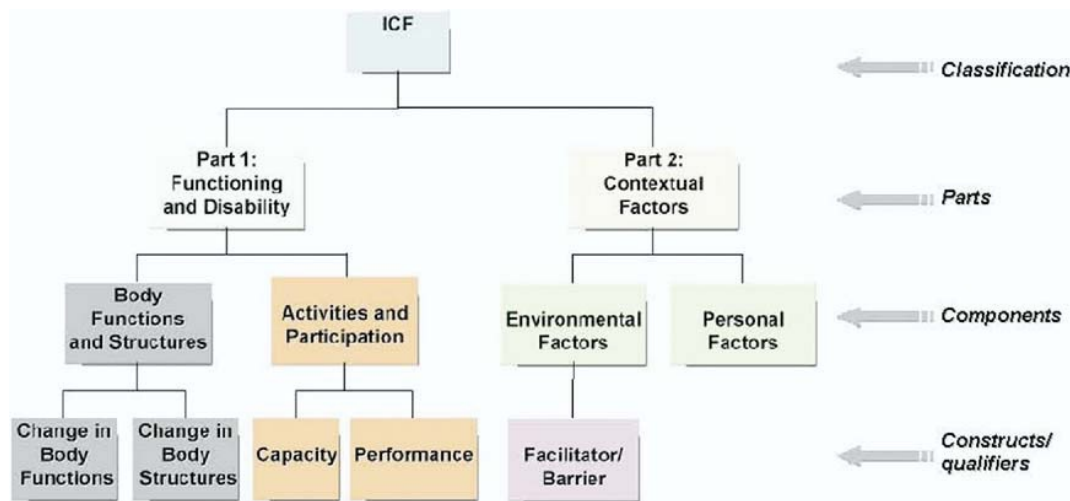 ICF
Classification
Part 1:
Functioning
and Disability
Part 2:
Contextual
Factors
Parts
Body
Functions
and Structures
Activities and
Participation
Environmental
Factors
Personal
Factors
Components
Change in
Body
Functions
Change in
Body
Structures
Capacity
Performance
Facilitator/
Barrier
Constructs/
qualifiers